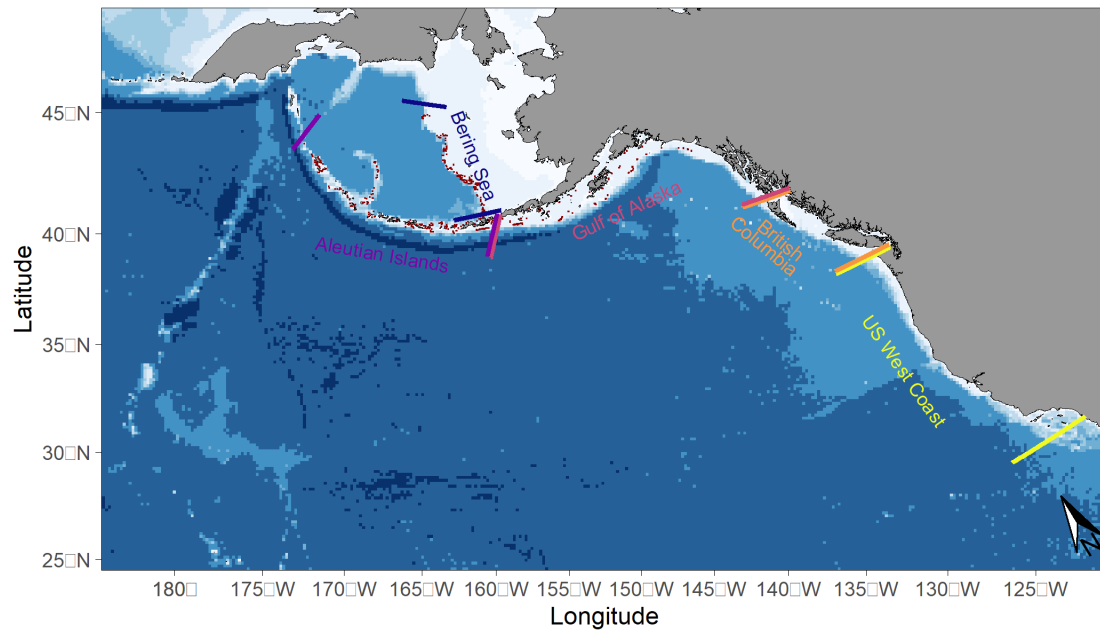 45□N
40□N
35□N
30□N
25□N
Latitude
Bering Sea
Aleutian Islands
Gulf of Alaska
British
Columbia
US West Coast
N
180□
175□W
170□W
165□W
160□W
155□W
150□W
145□W
140□W
135□W
130□W
125□W
Longitude